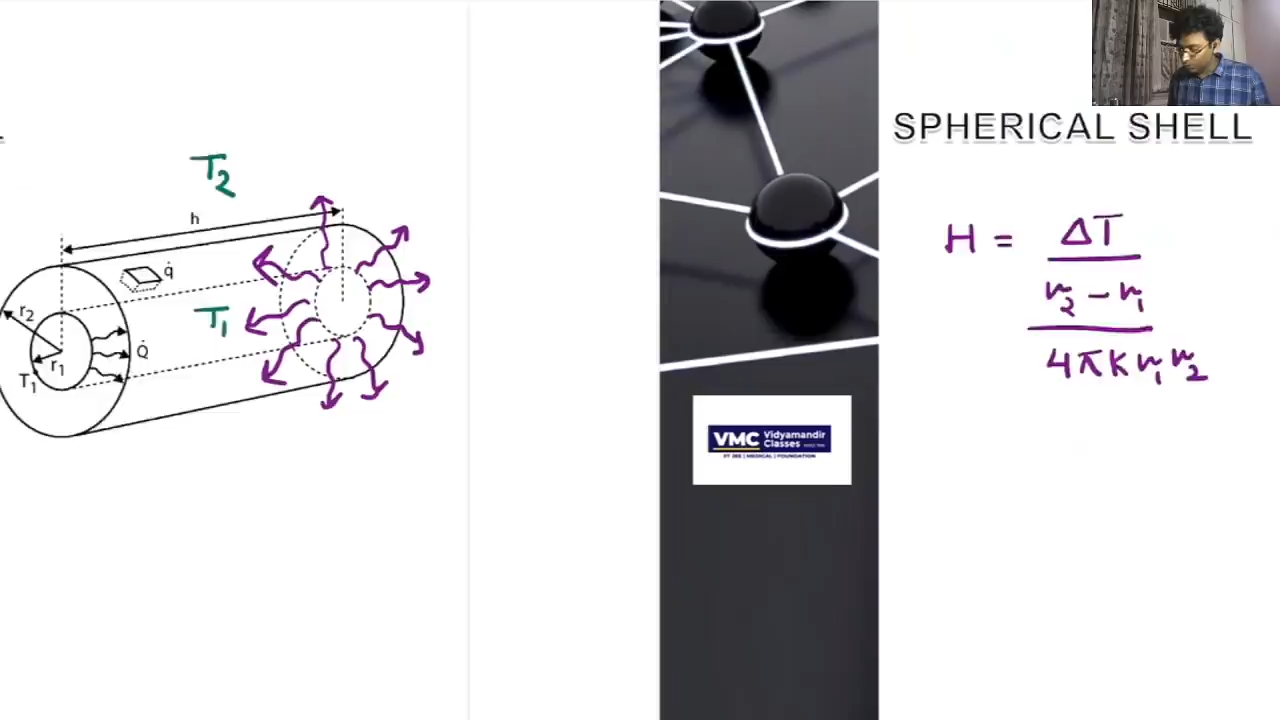 T2
h
q̇
r2
T1
Q̇
r1
T1
VMC Vidyamandir
Classes
IIT JEE | MEDICAL | FOUNDATION
SPHERICAL SHELL
H = ΔT
r2 - r1
4πK r1 r2